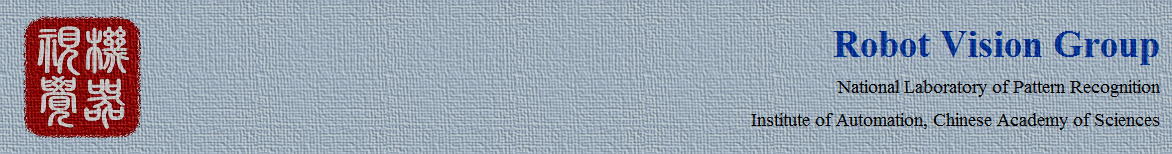 機器
視覺
Robot Vision Group
National Laboratory of Pattern Recognition
Institute of Automation, Chinese Academy of Sciences